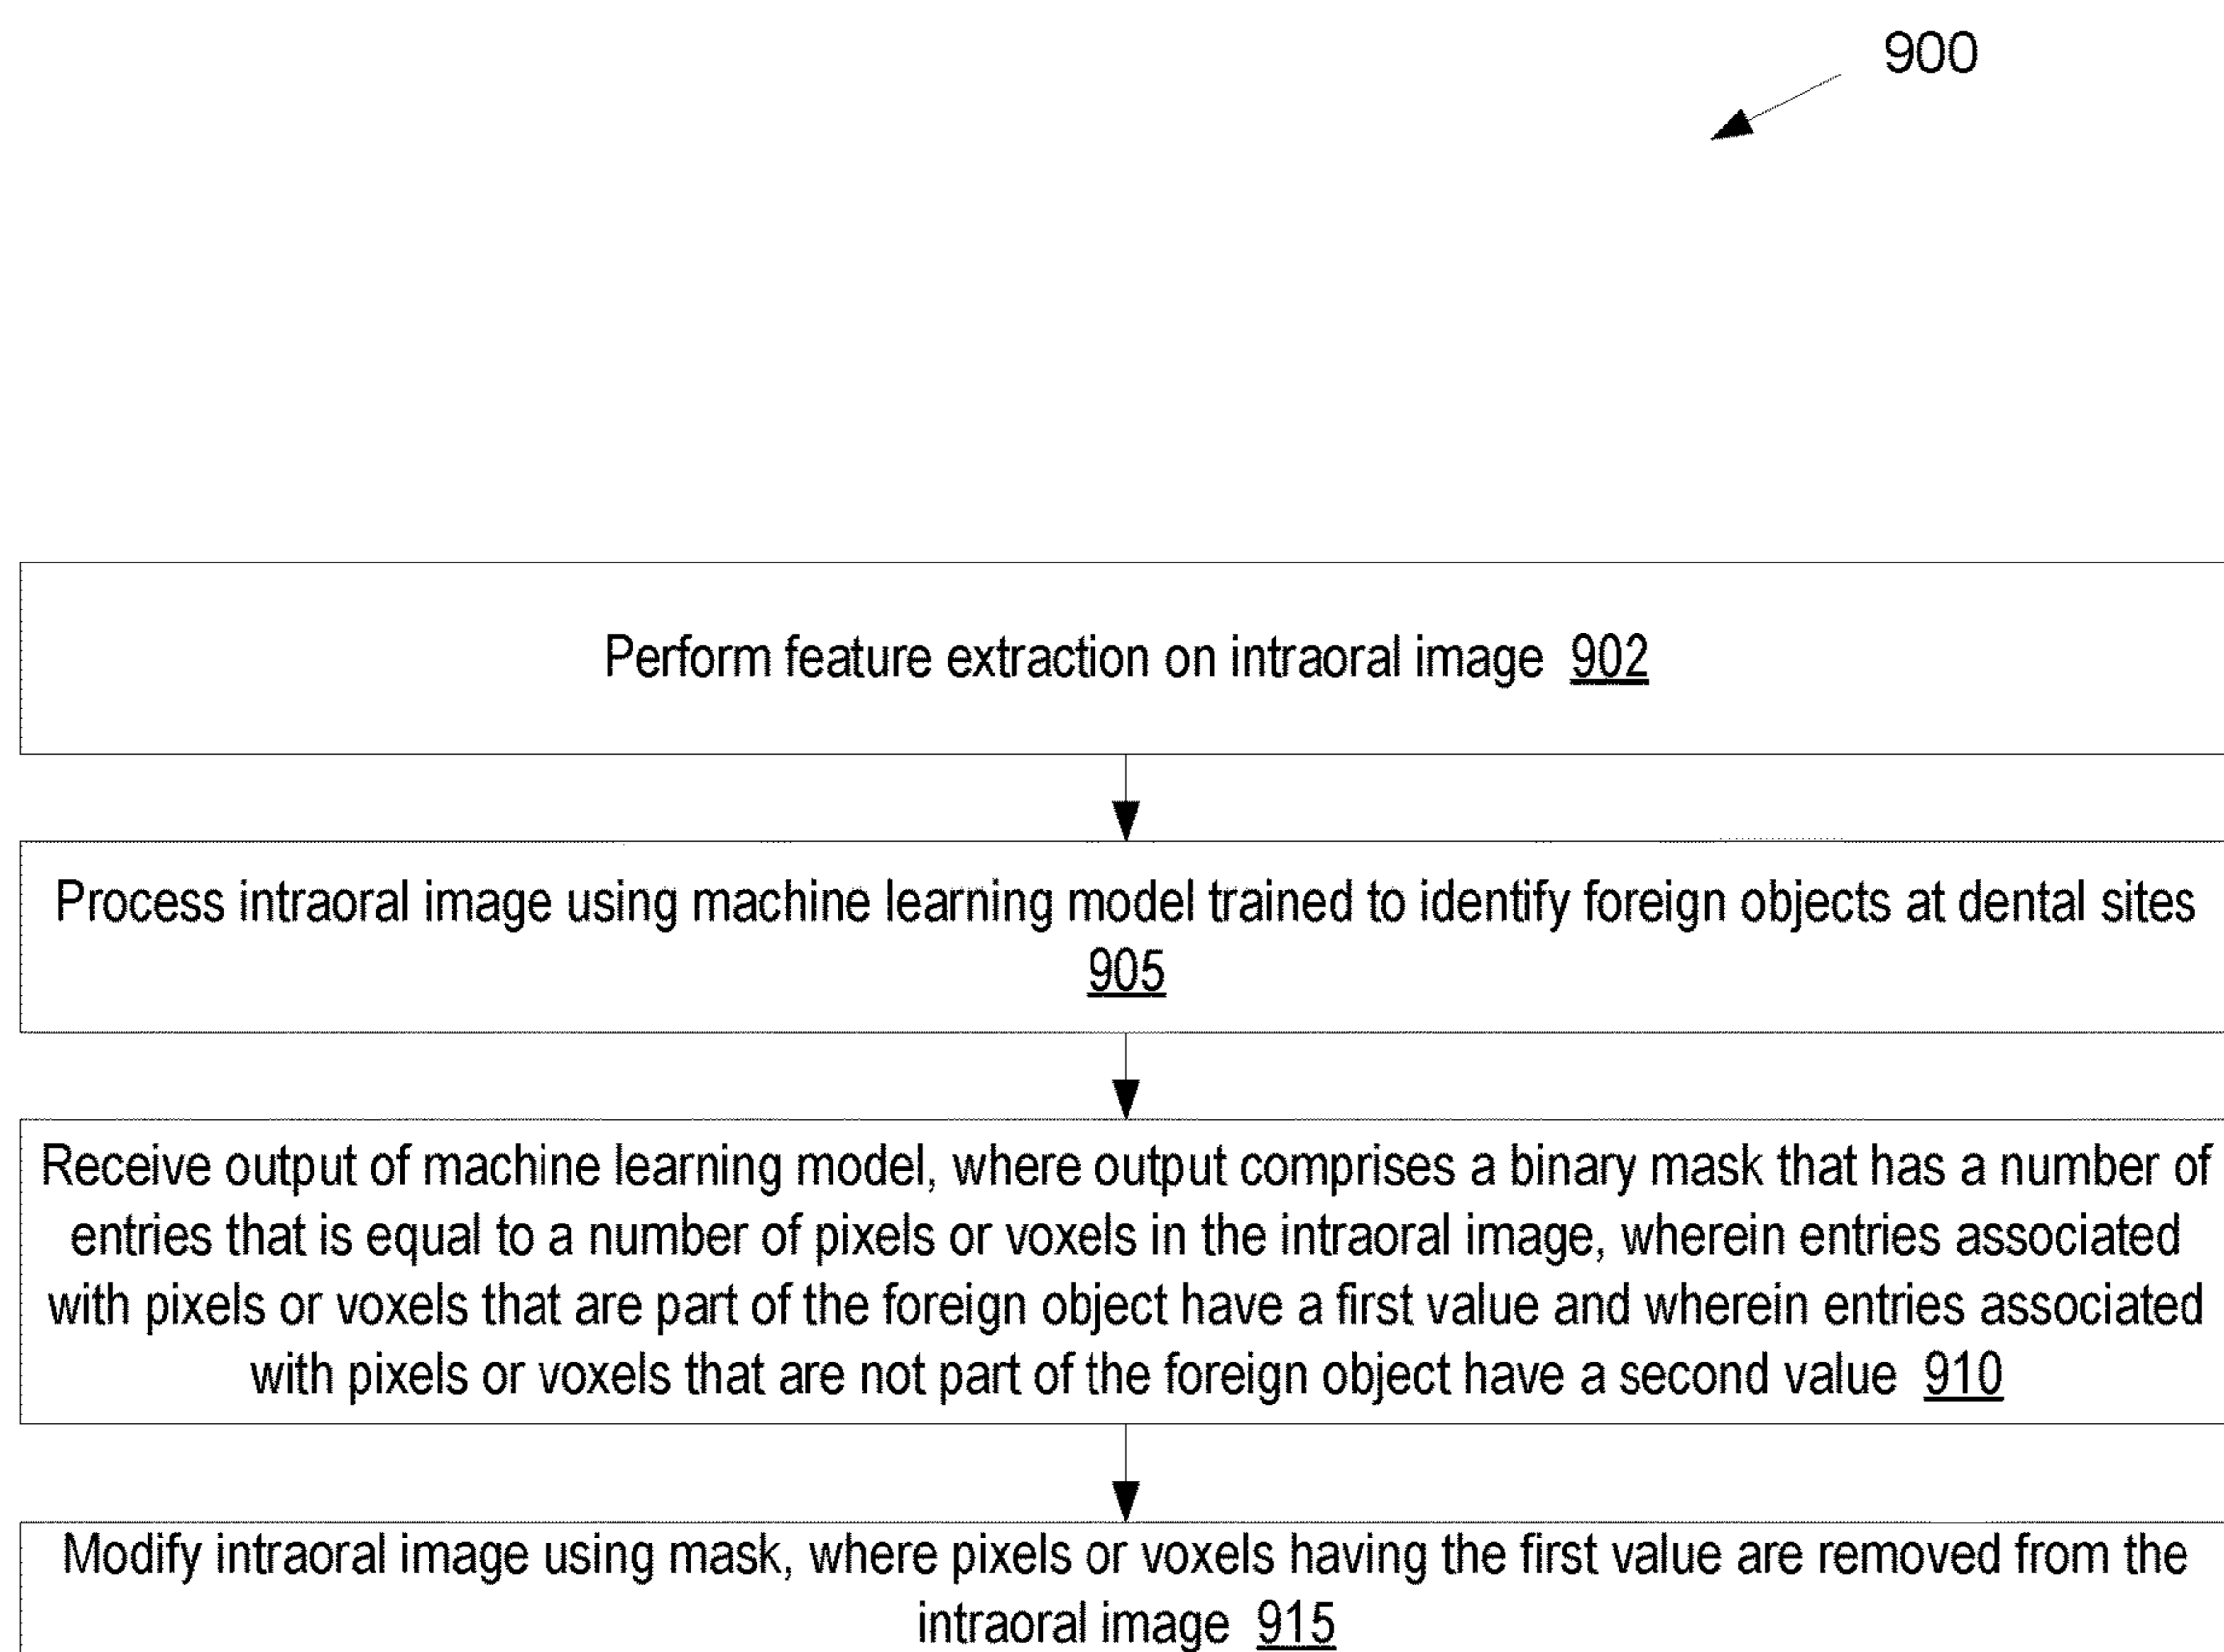 900
Perform feature extraction on intraoral image 902
Process intraoral image using machine learning model trained to identify foreign objects at dental sites
905
Receive output of machine learning model, where output comprises a binary mask that has a number of
entries that is equal to a number of pixels or voxels in the intraoral image, wherein entries associated
with pixels or voxels that are part of the foreign object have a first value and wherein entries associated
with pixels or voxels that are not part of the foreign object have a second value 910
Modify intraoral image using mask, where pixels or voxels having the first value are removed from the
intraoral image 915